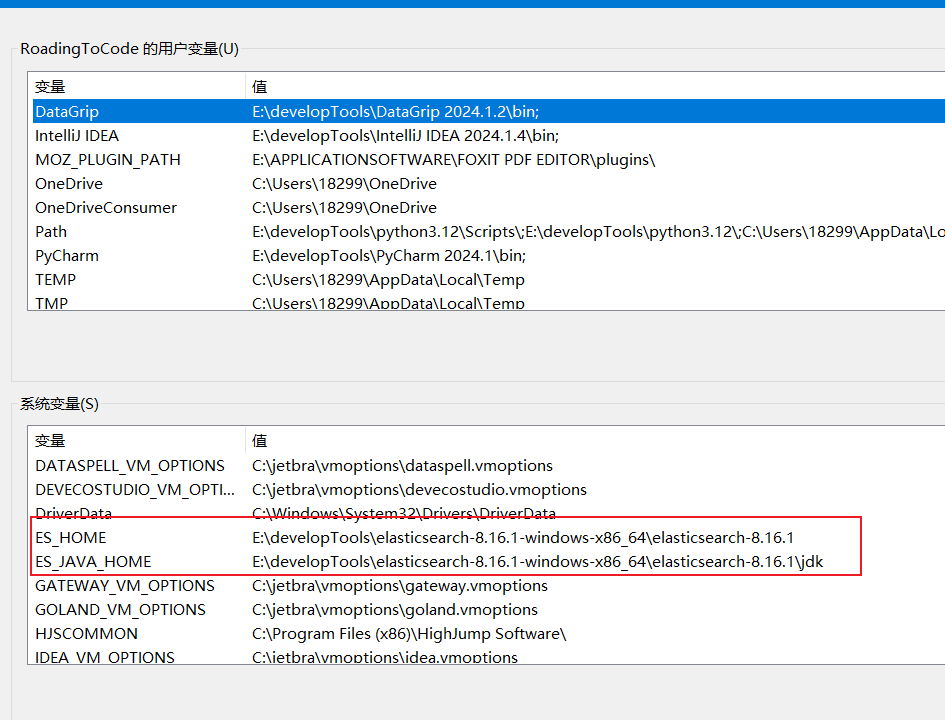 RoadingToCode 的用户变量(U)
变量 值
DataGrip E:\developTools\DataGrip 2024.1.2\bin;
IntelliJ IDEA E:\developTools\IntelliJ IDEA 2024.1.4\bin;
MOZ_PLUGIN_PATH E:\APPLICATIONSOFTWARE\FOXIT PDF EDITOR\plugins\
OneDrive C:\Users\18299\OneDrive
OneDriveConsumer C:\Users\18299\OneDrive
Path E:\developTools\python3.12\Scripts\;E:\developTools\python3.12\;C:\Users\18299\AppData\Lo
PyCharm E:\developTools\PyCharm 2024.1\bin;
TEMP C:\Users\18299\AppData\Local\Temp
TMP C:\Users\18299\AppData\Local\Temp
系统变量(S)
变量 值
DATASPELL_VM_OPTIONS C:\jetbra\vmoptions\dataspell.vmoptions
DEVECOSTUDIO_VM_OPTI... C:\jetbra\vmoptions\devecostudio.vmoptions
DriverData C:\Windows\System32\Drivers\DriverData
ES_HOME E:\developTools\elasticsearch-8.16.1-windows-x86_64\elasticsearch-8.16.1
ES_JAVA_HOME E:\developTools\elasticsearch-8.16.1-windows-x86_64\elasticsearch-8.16.1\jdk
GATEWAY_VM_OPTIONS C:\jetbra\vmoptions\gateway.vmoptions
GOLAND_VM_OPTIONS C:\jetbra\vmoptions\goland.vmoptions
HJSCOMMON C:\Program Files (x86)\HighJump Software\
IDEA_VM_OPTIONS C:\jetbra\vmoptions\idea.vmoptions